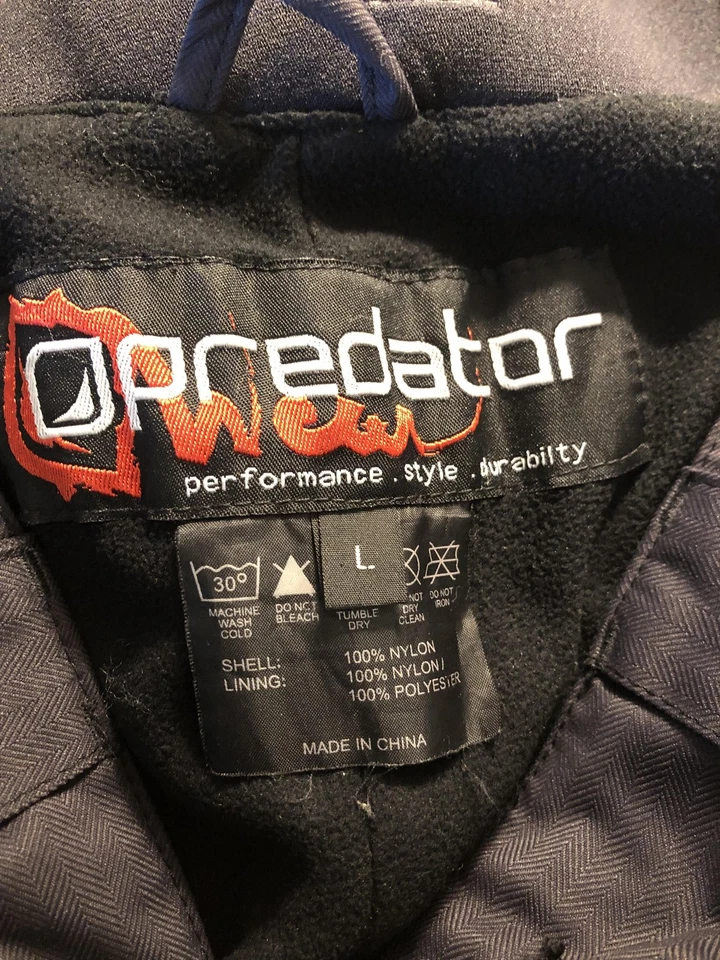 predator
wear
performance . style . durabilty
L
30°
MACHINE WASH COLD
DO NOT BLEACH
TUMBLE DRY
NOT DRY CLEAN
DO NOT IRON
SHELL: 100% NYLON
LINING: 100% NYLON/
100% POLYESTER
MADE IN CHINA